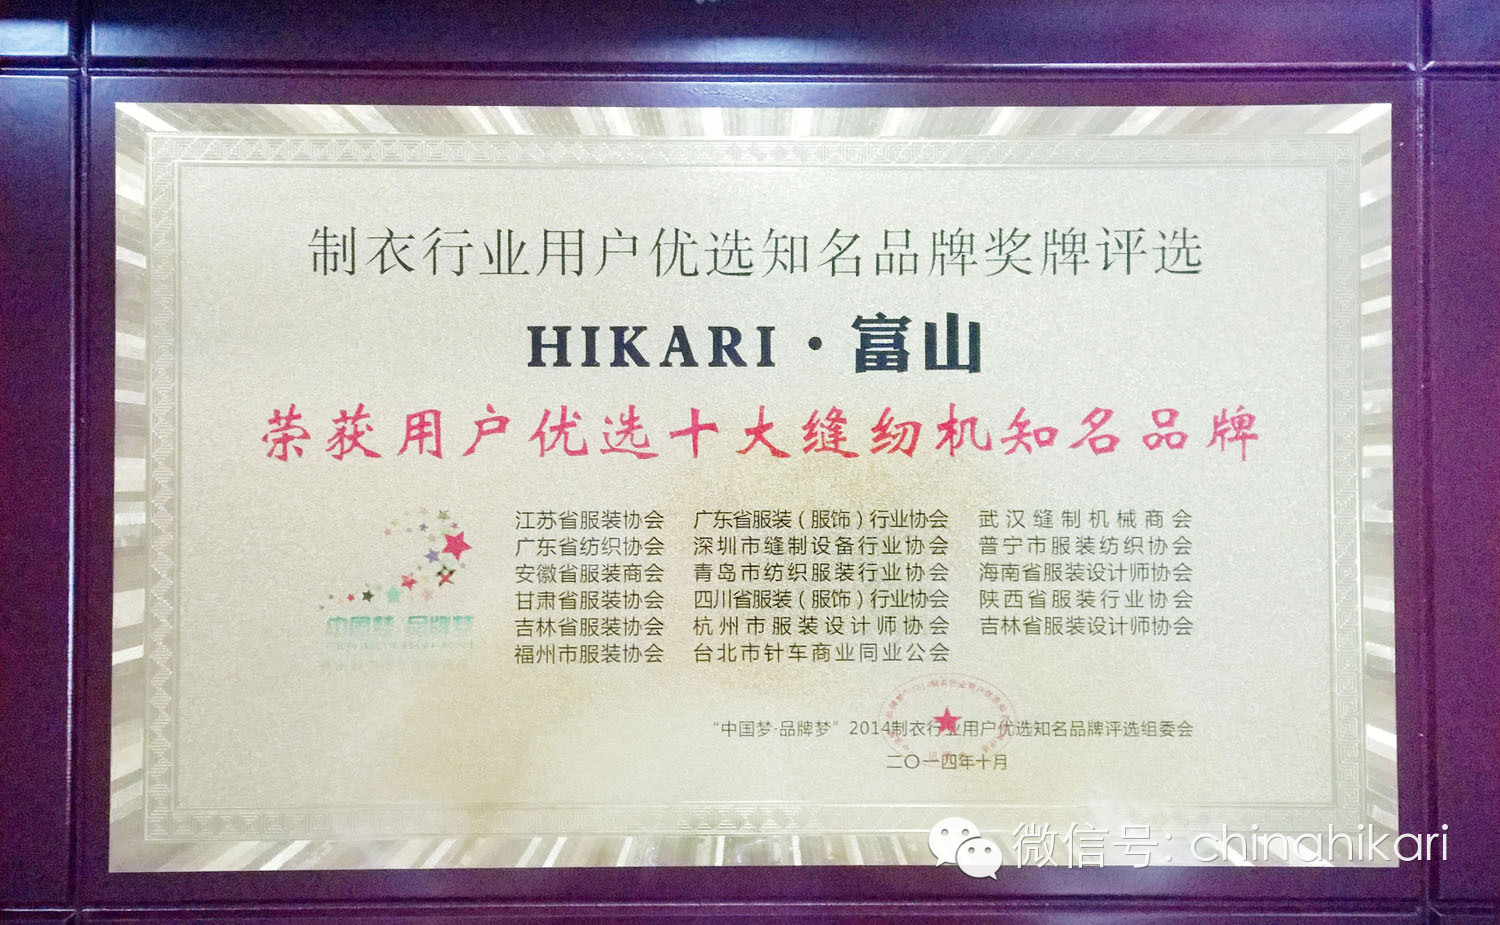 制衣行业用户优选知名品牌奖牌评选
HIKARI·富山
荣获用户优选十大缝纫机知名品牌
江苏省服装协会 广东省服装（服饰）行业协会 武汉缝制机械商会
广东省纺织协会 深圳市缝制设备行业协会 普宁市服装纺织协会
安徽省服装商会 青岛市纺织服装行业协会 海南省服装设计师协会
甘肃省服装协会 四川省服装（服饰）行业协会 陕西省服装行业协会
吉林省服装协会 杭州市服装设计师协会 吉林省服装设计师协会
福州市服装协会 台北市针车商业同业公会
中国梦 品牌梦
“中国梦·品牌梦”2014制衣行业用户优选知名品牌评选组委会
二〇一四年十月
微信号: chinahikari